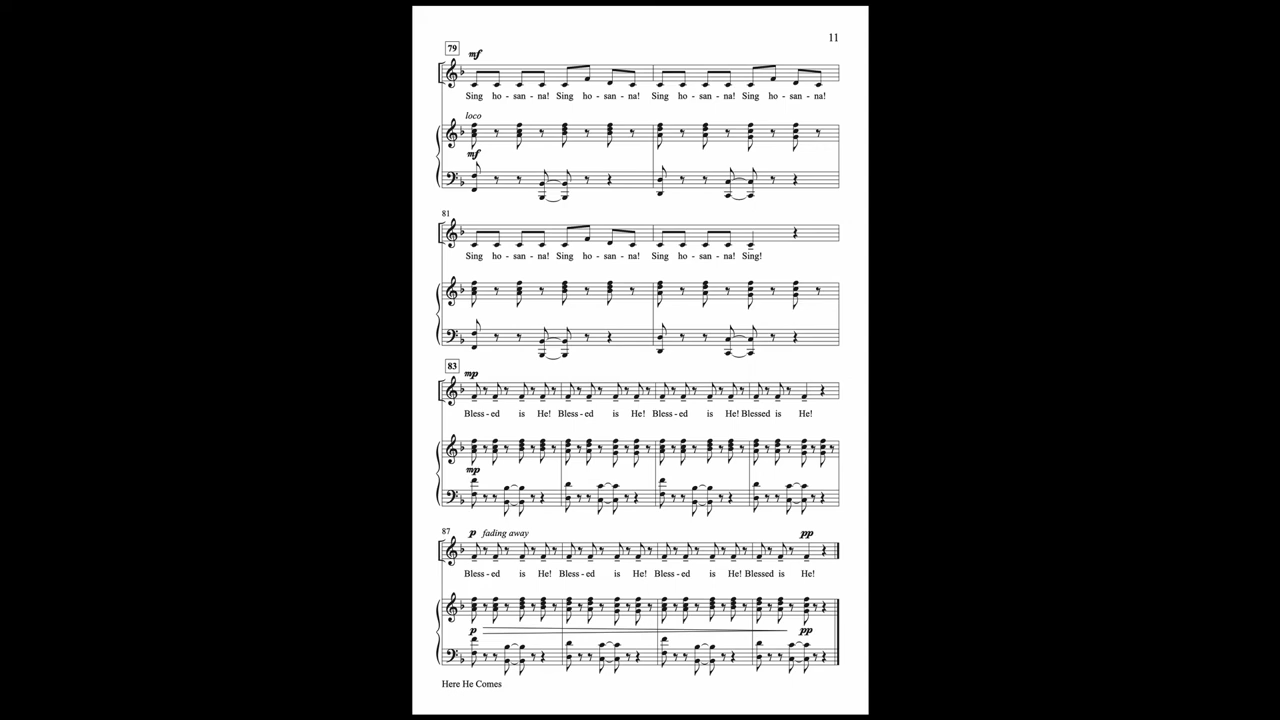 11
79
mf
Sing ho - san - na! Sing ho - san - na! Sing ho - san - na! Sing ho - san - na!
loco
mf
81
Sing ho - san - na! Sing ho - san - na! Sing ho - san - na! Sing!
83
mp
Bless - ed is He! Bless - ed is He! Bless - ed is He! Blessed is He!
mp
87
p fading away pp
Bless - ed is He! Bless - ed is He! Bless - ed is He! Blessed is He!
p pp
Here He Comes